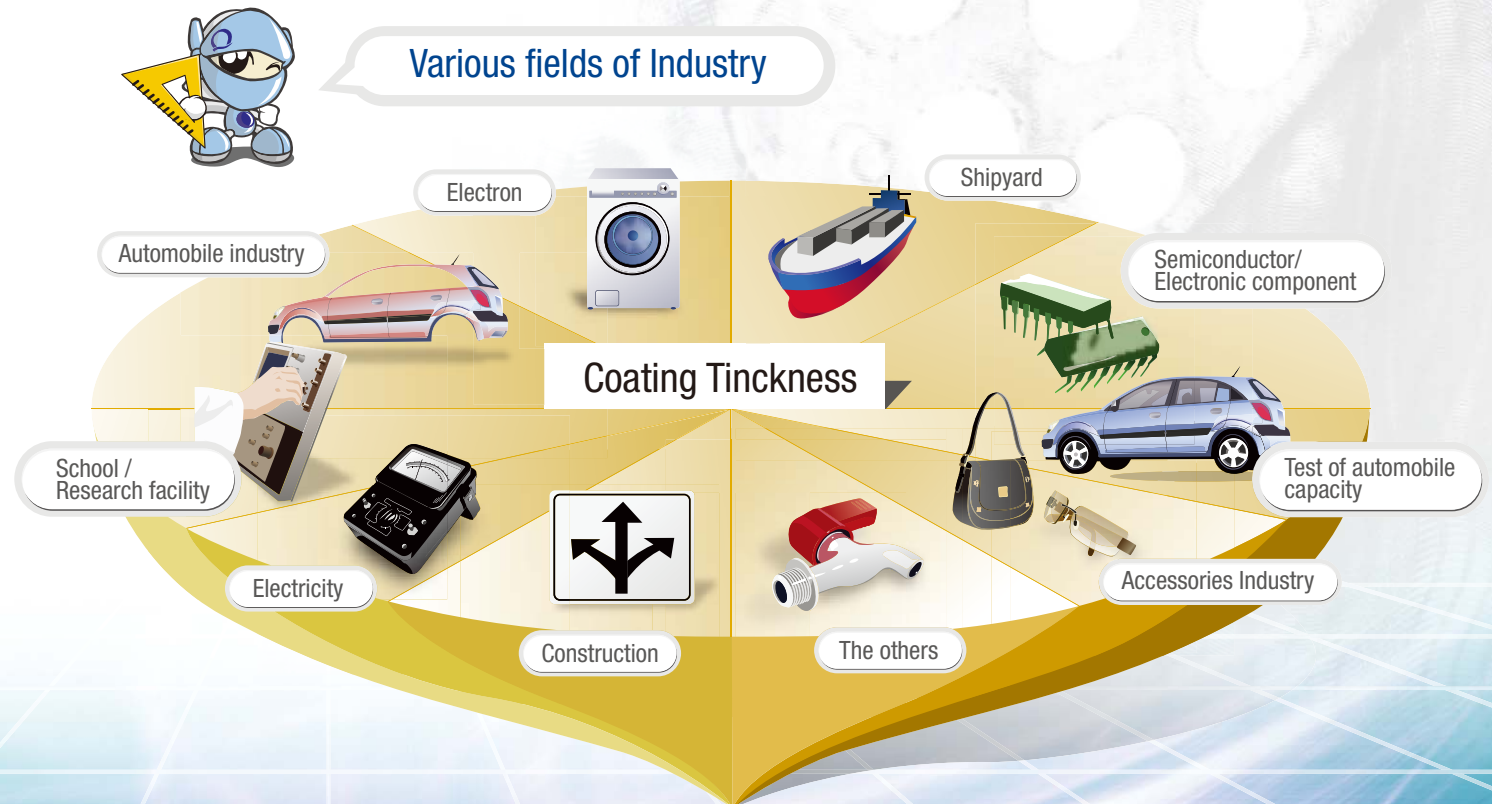 Various fields of Industry
Electron
Shipyard
Automobile industry
Semiconductor/
Electronic component
Coating Tinckness
School /
Research facility
Test of automobile
capacity
Electricity
Accessories Industry
Construction
The others